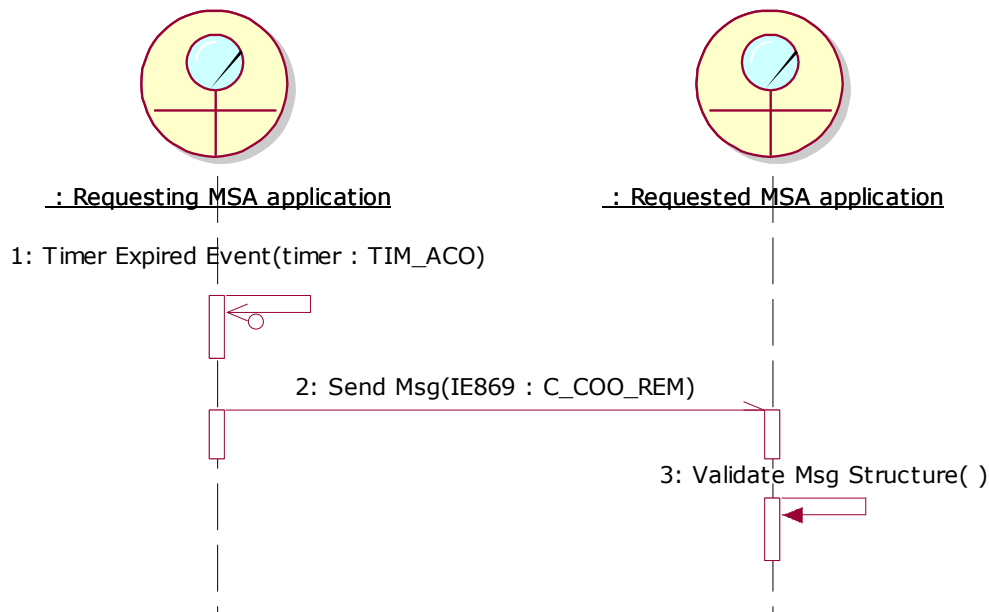 : Requesting MSA application
: Requested MSA application
1: Timer Expired Event(timer : TIM_ACO)
2: Send Msg(IE869 : C_COO_REM)
3: Validate Msg Structure( )